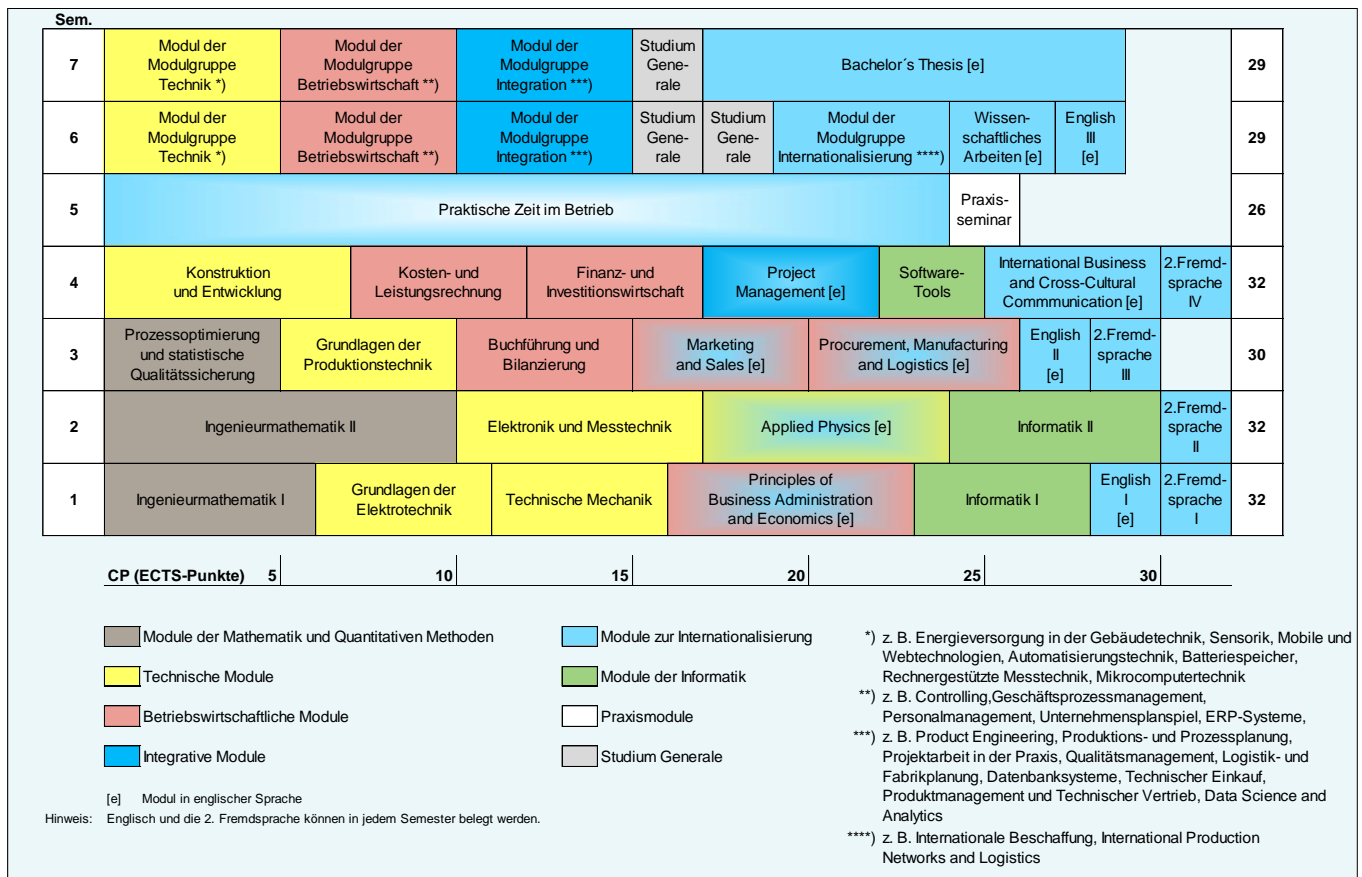 Sem.
7
Modul der
Modulgruppe
Technik *)
Modul der
Modulgruppe
Betriebswirtschaft **)
Modul der
Modulgruppe
Integration ***)
Studium
Gene-
rale
Bachelor´s Thesis [e]
29
6
Modul der
Modulgruppe
Technik *)
Modul der
Modulgruppe
Betriebswirtschaft **)
Modul der
Modulgruppe
Integration ***)
Studium
Gene-
rale
Studium
Gene-
rale
Modul der
Modulgruppe
Internationalisierung ****)
Wissen-
schaftliches
Arbeiten [e]
English
III
[e]
29
5
Praktische Zeit im Betrieb
Praxis-
seminar
26
4
Konstruktion
und Entwicklung
Kosten- und
Leistungsrechnung
Finanz- und
Investitionswirtschaft
Project
Management [e]
Software-
Tools
International Business
and Cross-Cultural
Commmunication [e]
2.Fremd-
sprache
IV
32
3
Prozessoptimierung
und statistische
Qualitätssicherung
Grundlagen der
Produktionstechnik
Buchführung und
Bilanzierung
Marketing
and Sales [e]
Procurement, Manufacturing
and Logistics [e]
English
II
[e]
2.Fremd-
sprache
III
30
2
Ingenieurmathematik II
Elektronik und Messtechnik
Applied Physics [e]
Informatik II
2.Fremd-
sprache
II
32
1
Ingenieurmathematik I
Grundlagen der
Elektrotechnik
Technische Mechanik
Principles of
Business Administration
and Economics [e]
Informatik I
English
I
[e]
2.Fremd-
sprache
I
32
CP (ECTS-Punkte) 5 10 15 20 25 30
Module der Mathematik und Quantitativen Methoden
Technische Module
Betriebswirtschaftliche Module
Integrative Module
Module zur Internationalisierung
Module der Informatik
Praxismodule
Studium Generale
*) z. B. Energieversorgung in der Gebäudetechnik, Sensorik, Mobile und
Webtechnologien, Automatisierungstechnik, Batteriespeicher,
Rechnergestützte Messtechnik, Mikrocomputertechnik
**) z. B. Controlling,Geschäftsprozessmanagement,
Personalmanagement, Unternehmensplanspiel, ERP-Systeme,
***) z. B. Product Engineering, Produktions- und Prozessplanung,
Projektarbeit in der Praxis, Qualitätsmanagement, Logistik- und
Fabrikplanung, Datenbanksysteme, Technischer Einkauf,
Produktmanagement und Technischer Vertrieb, Data Science and
Analytics
****) z. B. Internationale Beschaffung, International Production
Networks and Logistics
[e] Modul in englischer Sprache
Hinweis: Englisch und die 2. Fremdsprache können in jedem Semester belegt werden.